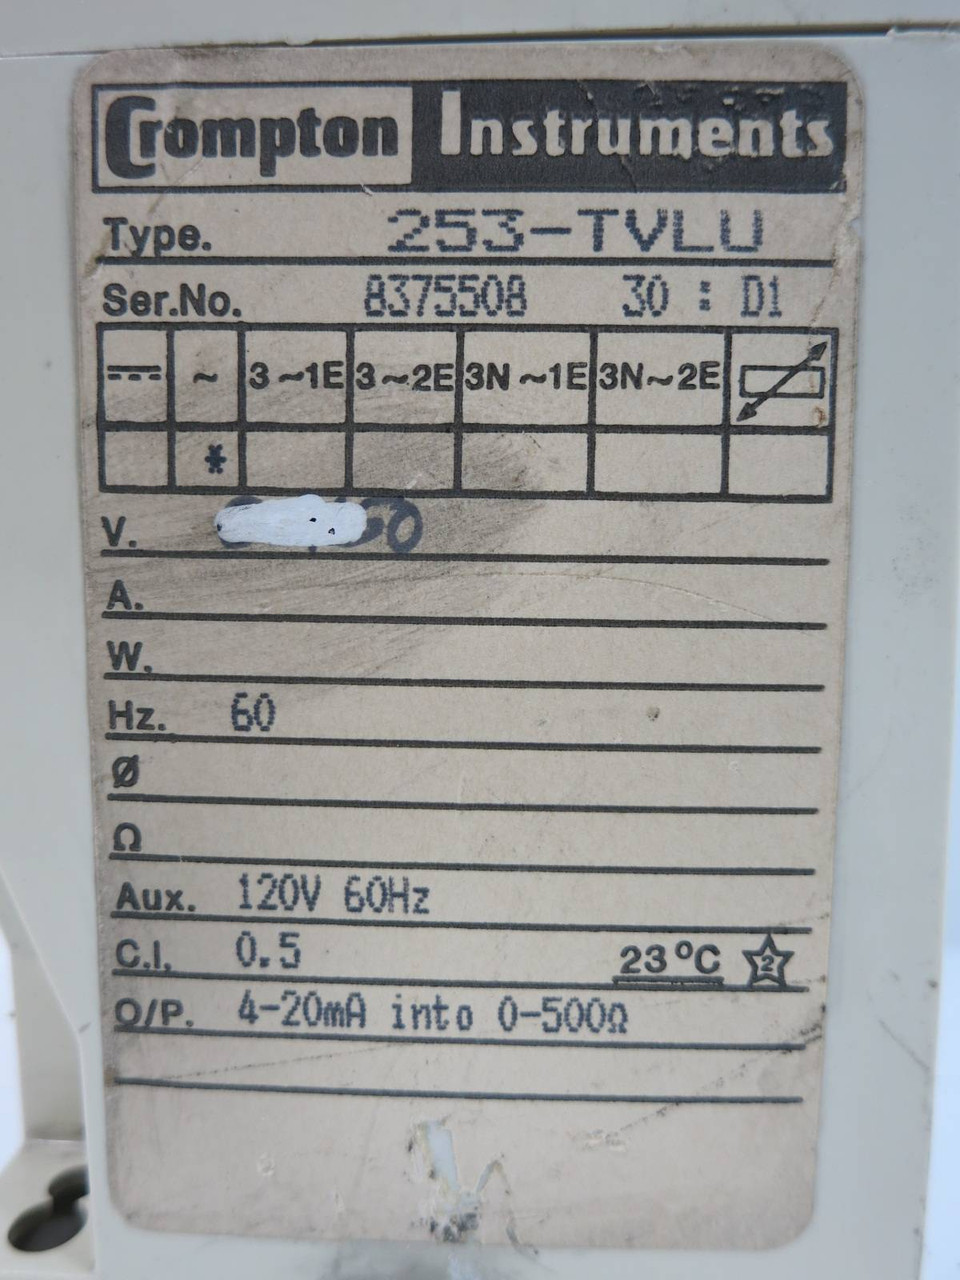 Crompton Instruments
Type. 253-TVLU
Ser.No. 8375508 30 : D1
~ 3~1E 3~2E 3N~1E 3N~2E
*
V.
A.
W.
Hz. 60
Ø
Ω
Aux. 120V 60Hz
C.I. 0.5 23°C 2
O/P. 4-20mA into 0-500Ω